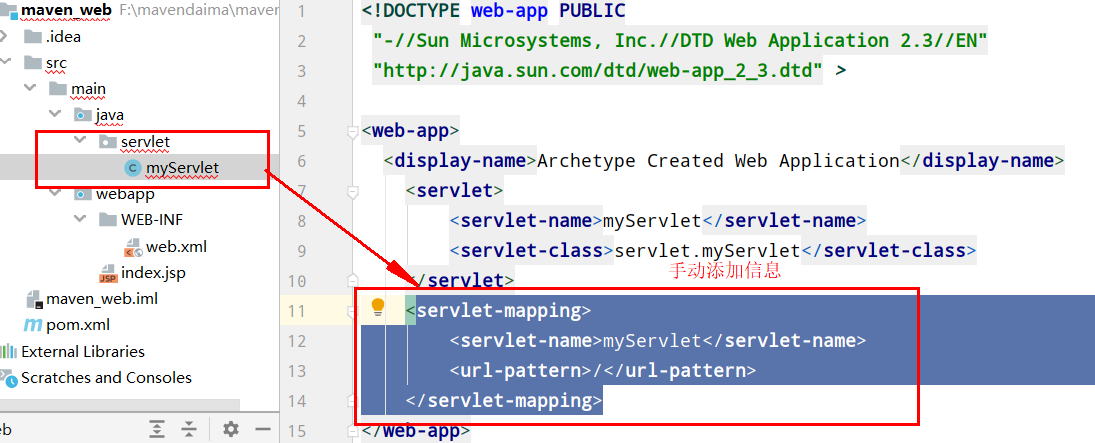 maven_web F:\mavendaima\maven
.idea
src
main
java
servlet
myServlet
webapp
WEB-INF
web.xml
index.jsp
maven_web.iml
pom.xml
External Libraries
Scratches and Consoles
eb
1 <!DOCTYPE web-app PUBLIC
2 "-//Sun Microsystems, Inc.//DTD Web Application 2.3//EN"
3 "http://java.sun.com/dtd/web-app_2_3.dtd" >
4
5 <web-app>
6 <display-name>Archetype Created Web Application</display-name>
7 <servlet>
8 <servlet-name>myServlet</servlet-name>
9 <servlet-class>servlet.myServlet</servlet-class>
手动添加信息
10 </servlet>
11 <servlet-mapping>
12 <servlet-name>myServlet</servlet-name>
13 <url-pattern>/</url-pattern>
14 </servlet-mapping>
15 </web-app>